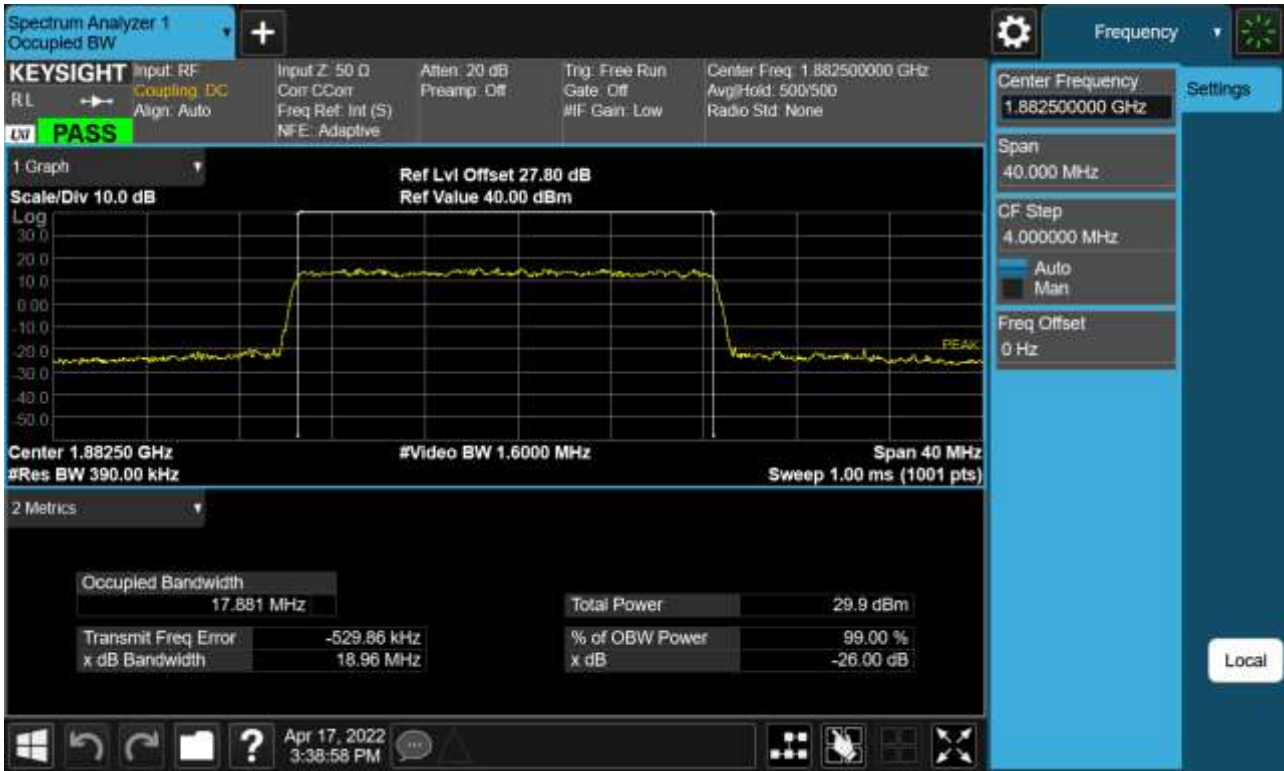 Spectrum Analyzer 1
Occupied BW
Frequency
KEYSIGHT
RL
PASS
Input: RF
Coupling: DC
Align: Auto
Input Z: 50 Ω
Corr CCorr
Freq Ref: Int (S)
NFE: Adaptive
Atten: 20 dB
Preamp: Off
Trig: Free Run
Gate: Off
#IF Gain: Low
Center Freq: 1.882500000 GHz
Avg|Hold: 500/500
Radio Std: None
Center Frequency
1.882500000 GHz
Settings
Span
40.000 MHz
CF Step
4.000000 MHz
Auto
Man
Freq Offset
0 Hz
1 Graph
Scale/Div 10.0 dB
Ref Lvl Offset 27.80 dB
Ref Value 40.00 dBm
Log
30.0
20.0
10.0
0.00
-10.0
-20.0
-30.0
-40.0
-50.0
PEAK
Center 1.88250 GHz
#Video BW 1.6000 MHz
Span 40 MHz
#Res BW 390.00 kHz
Sweep 1.00 ms (1001 pts)
2 Metrics
Occupied Bandwidth
17.881 MHz
Total Power 29.9 dBm
Transmit Freq Error -529.86 kHz
% of OBW Power 99.00 %
x dB Bandwidth 18.96 MHz
x dB -26.00 dB
Local
Apr 17, 2022
3:38:58 PM